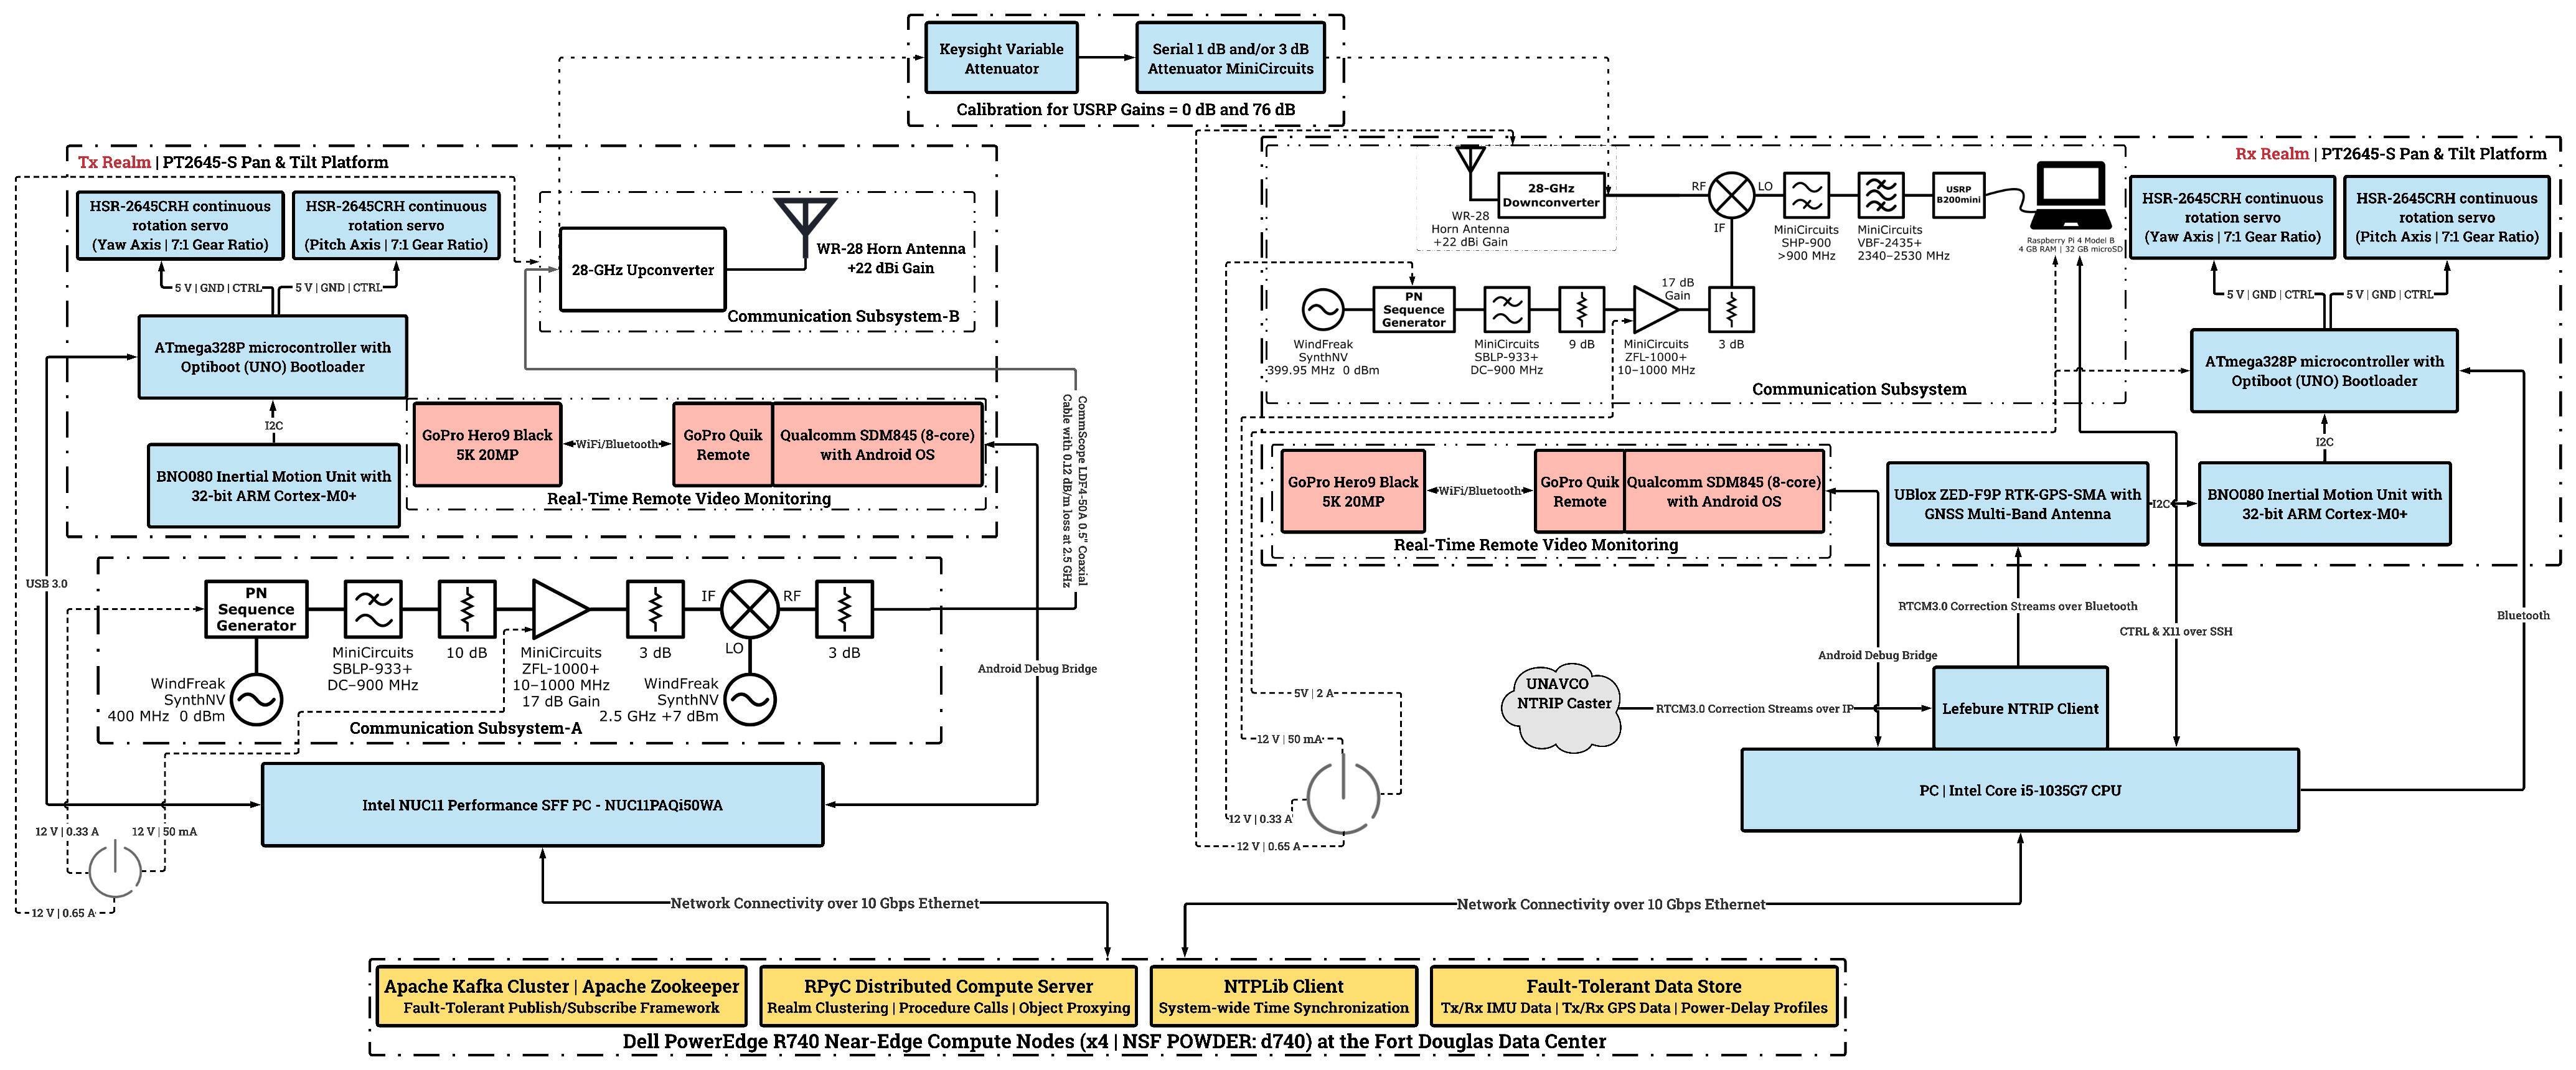 Keysight Variable
Attenuator
Serial 1 dB and/or 3 dB
Attenuator MiniCircuits
Calibration for USRP Gains = 0 dB and 76 dB
Tx Realm | PT2645-S Pan & Tilt Platform
HSR-2645CRH continuous
rotation servo
(Yaw Axis | 7:1 Gear Ratio)
HSR-2645CRH continuous
rotation servo
(Pitch Axis | 7:1 Gear Ratio)
5 V | GND | CTRL
5 V | GND | CTRL
ATmega328P microcontroller with
Optiboot (UNO) Bootloader
I2C
BNO080 Inertial Motion Unit with
32-bit ARM Cortex-M0+
28-GHz Upconverter
WR-28 Horn Antenna
+22 dBi Gain
Communication Subsystem-B
GoPro Hero9 Black
5K 20MP
WiFi/Bluetooth
GoPro Quik
Remote
Qualcomm SDM845 (8-core)
with Android OS
Real-Time Remote Video Monitoring
CommScope LDF4-50A 0.5" Coaxial
Cable with 0.12 dB/m loss at 2.5 GHz
USB 3.0
PN
Sequence
Generator
MiniCircuits
SBLP-933+
DC–900 MHz
10 dB
MiniCircuits
ZFL-1000+
10–1000 MHz
17 dB Gain
3 dB
IF
RF
LO
3 dB
WindFreak
SynthNV
400 MHz 0 dBm
WindFreak
SynthNV
2.5 GHz +7 dBm
Communication Subsystem-A
Android Debug Bridge
Intel NUC11 Performance SFF PC - NUC11PAQi50WA
12 V | 0.33 A
12 V | 50 mA
12 V | 0.65 A
Network Connectivity over 10 Gbps Ethernet
Rx Realm | PT2645-S Pan & Tilt Platform
WR-28
Horn Antenna
+22 dBi Gain
28-GHz
Downconverter
RF
LO
IF
MiniCircuits
SHP-900
>900 MHz
MiniCircuits
VBF-2435+
2340–2530 MHz
USRP
B200mini
Raspberry Pi 4 Model B
4 GB RAM | 32 GB microSD
WindFreak
SynthNV
399.95 MHz 0 dBm
PN
Sequence
Generator
MiniCircuits
SBLP-933+
DC–900 MHz
9 dB
17 dB
Gain
MiniCircuits
ZFL-1000+
10–1000 MHz
3 dB
Communication Subsystem
HSR-2645CRH continuous
rotation servo
(Yaw Axis | 7:1 Gear Ratio)
HSR-2645CRH continuous
rotation servo
(Pitch Axis | 7:1 Gear Ratio)
5 V | GND | CTRL
5 V | GND | CTRL
ATmega328P microcontroller with
Optiboot (UNO) Bootloader
I2C
GoPro Hero9 Black
5K 20MP
WiFi/Bluetooth
GoPro Quik
Remote
Qualcomm SDM845 (8-core)
with Android OS
Real-Time Remote Video Monitoring
UBlox ZED-F9P RTK-GPS-SMA with
GNSS Multi-Band Antenna
I2C
BNO080 Inertial Motion Unit with
32-bit ARM Cortex-M0+
RTCM3.0 Correction Streams over Bluetooth
CTRL & X11 over SSH
Bluetooth
Android Debug Bridge
UNAVCO
NTRIP Caster
RTCM3.0 Correction Streams over IP
Lefebure NTRIP Client
5V | 2 A
12 V | 50 mA
12 V | 0.33 A
12 V | 0.65 A
PC | Intel Core i5-1035G7 CPU
Network Connectivity over 10 Gbps Ethernet
Apache Kafka Cluster | Apache Zookeeper
Fault-Tolerant Publish/Subscribe Framework
RPyC Distributed Compute Server
Realm Clustering | Procedure Calls | Object Proxying
NTPLib Client
System-wide Time Synchronization
Fault-Tolerant Data Store
Tx/Rx IMU Data | Tx/Rx GPS Data | Power-Delay Profiles
Dell PowerEdge R740 Near-Edge Compute Nodes (x4 | NSF POWDER: d740) at the Fort Douglas Data Center